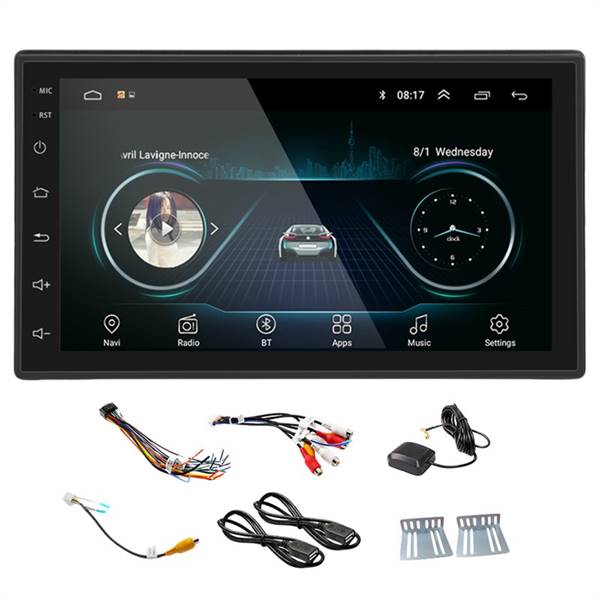 MIC
08:17
RST
vril Lavigne-Innoce
8/1 Wednesday
12
3
6
9
clock
Navi
Radio
BT
Apps
Music
Settings